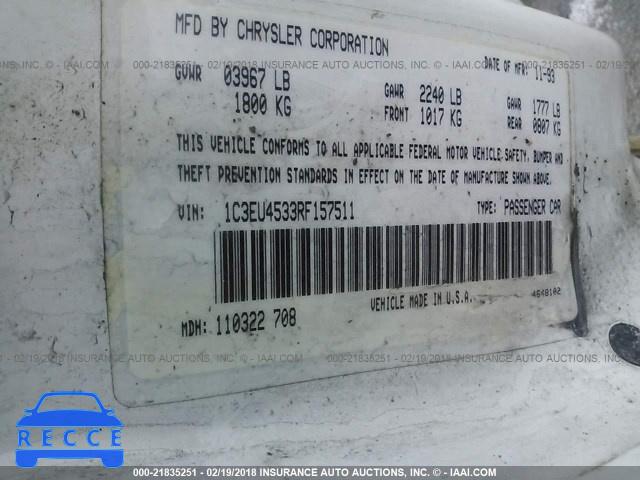 MFD BY CHRYSLER CORPORATION
DATE OF MFR: 11-93
GVWR 03967 LB
1800 KG
GAWR FRONT 2240 LB
1017 KG
GAWR REAR 1777 LB
0807 KG
THIS VEHICLE CONFORMS TO ALL APPLICABLE FEDERAL MOTOR VEHICLE SAFETY, BUMPER AND
THEFT PREVENTION STANDARDS IN EFFECT ON THE DATE OF MANUFACTURE SHOWN ABOVE.
VIN: 1C3EU4533RF157511
TYPE: PASSENGER CAR
VEHICLE MADE IN U.S.A.
4648102
MDH: 110322 708
000-21835251 - 02/19/2018 INSURANCE AUTO AUCTIONS, INC. - © IAAI.COM
RECCE